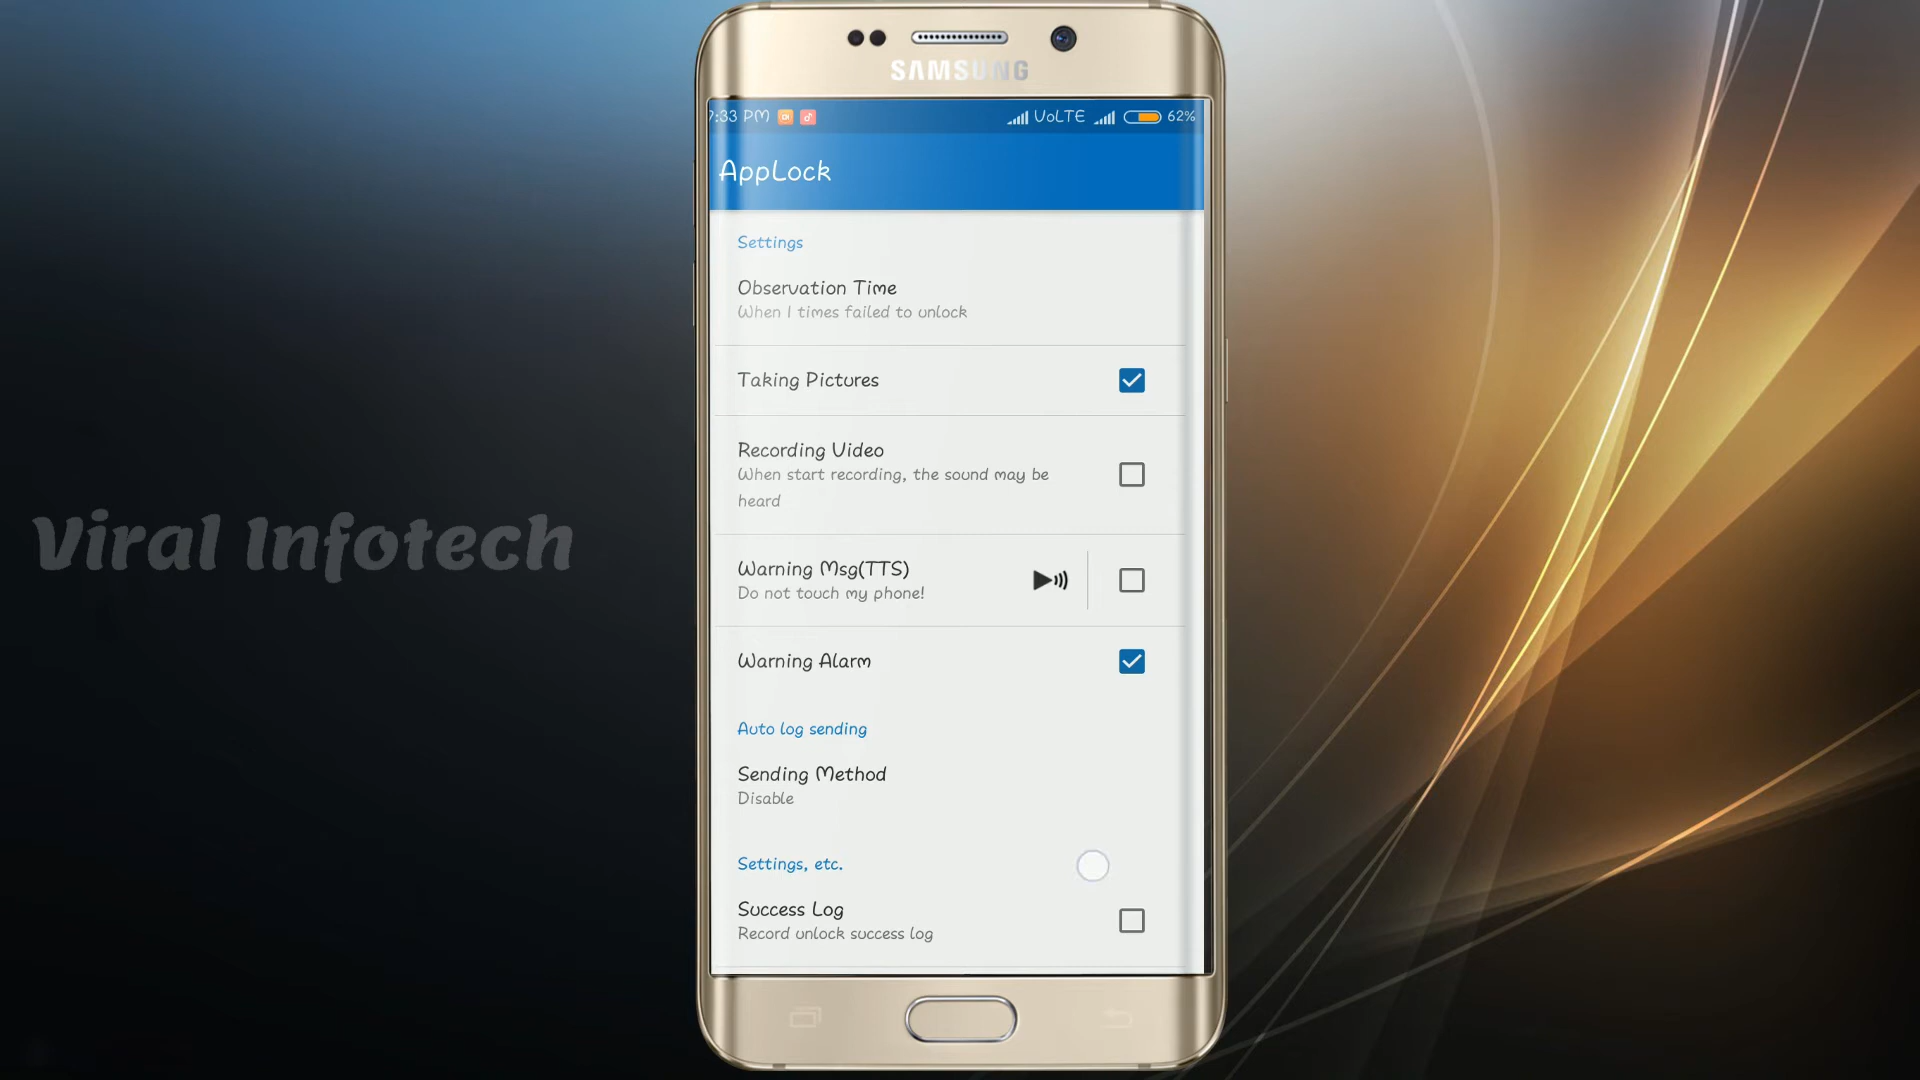 SAMSUNG
:33 PM VoLTE 62%
AppLock
Settings
Observation Time
When 1 times failed to unlock
Taking Pictures
Recording Video
When start recording, the sound may be
heard
Warning Msg(TTS)
Do not touch my phone!
Warning Alarm
Auto log sending
Sending Method
Disable
Settings, etc.
Success Log
Record unlock success log
Viral Infotech